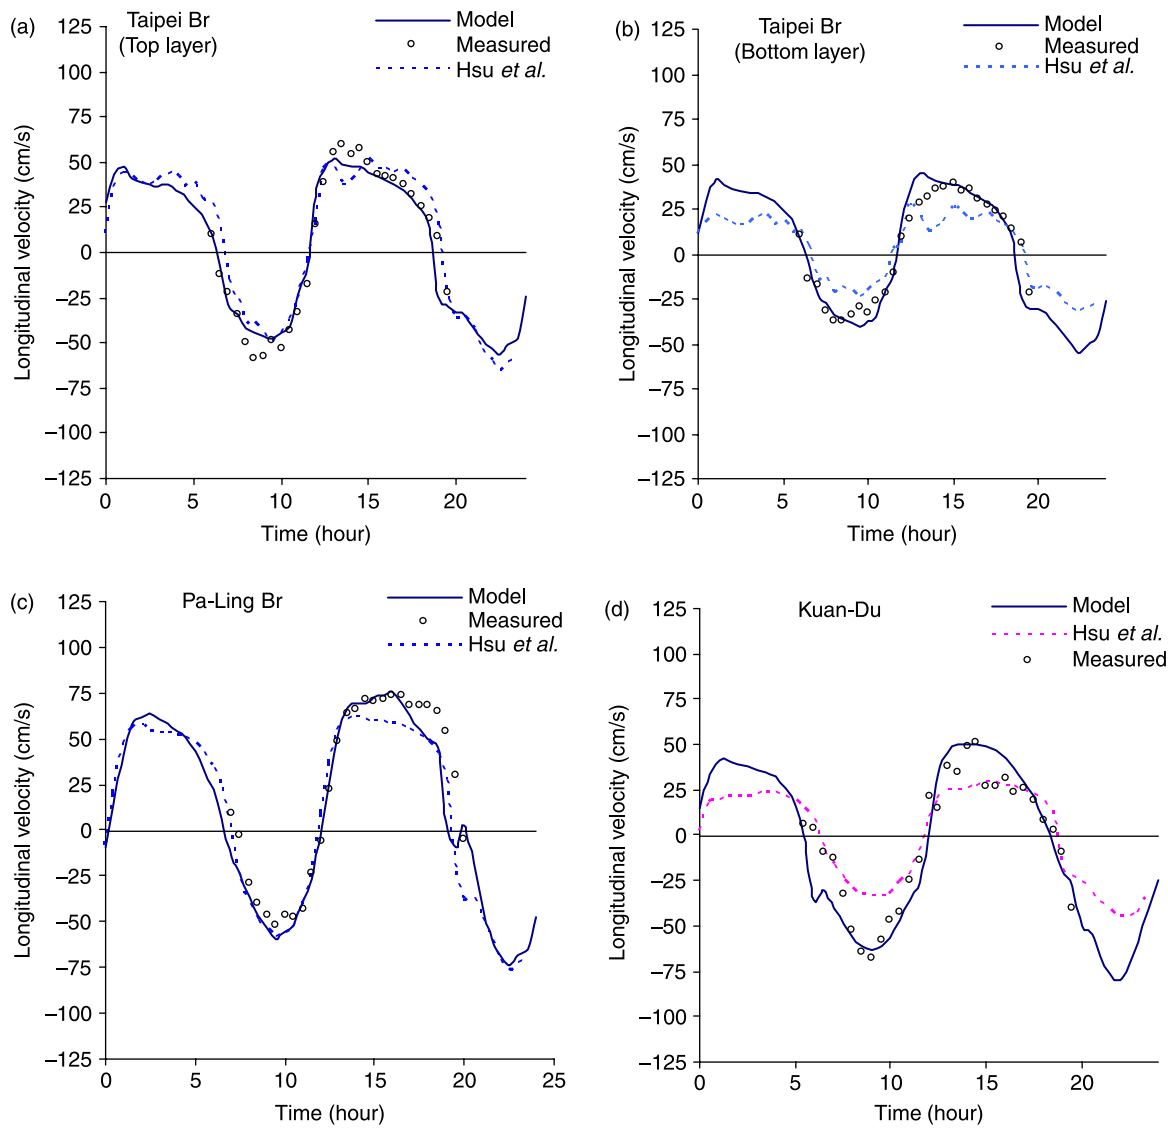 (a)
Taipei Br
(Top layer)
Model
Measured
Hsu et al.
125
100
75
50
25
0
−25
−50
−75
−100
−125
Longitudinal velocity (cm/s)
0 5 10 15 20
Time (hour)
(b)
Taipei Br
(Bottom layer)
Model
Measured
Hsu et al.
125
100
75
50
25
0
−25
−50
−75
−100
−125
Longitudinal velocity (cm/s)
0 5 10 15 20
Time (hour)
(c)
Pa-Ling Br
Model
Measured
Hsu et al.
125
100
75
50
25
0
−25
−50
−75
−100
−125
Longitudinal velocity (cm/s)
0 5 10 15 20 25
Time (hour)
(d)
Kuan-Du
Model
Hsu et al.
Measured
125
100
75
50
25
0
−25
−50
−75
−100
−125
Longitudinal velocity (cm/s)
0 5 10 15 20
Time (hour)